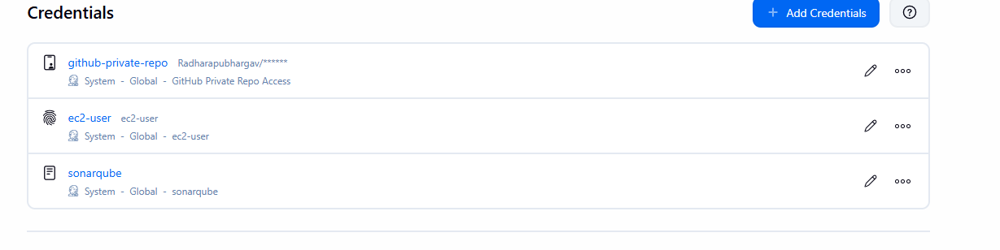 Credentials
+ Add Credentials
github-private-repo Radharapubhargav/******
System - Global - GitHub Private Repo Access
ec2-user ec2-user
System - Global - ec2-user
sonarqube
System - Global - sonarqube